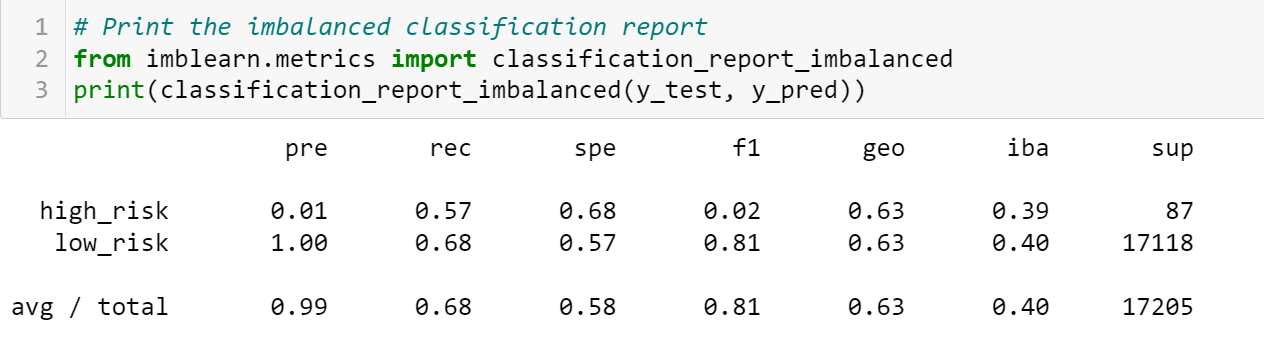 1 # Print the imbalanced classification report
2 from imblearn.metrics import classification_report_imbalanced
3 print(classification_report_imbalanced(y_test, y_pred))
pre rec spe f1 geo iba sup
high_risk 0.01 0.57 0.68 0.02 0.63 0.39 87
low_risk 1.00 0.68 0.57 0.81 0.63 0.40 17118
avg / total 0.99 0.68 0.58 0.81 0.63 0.40 17205